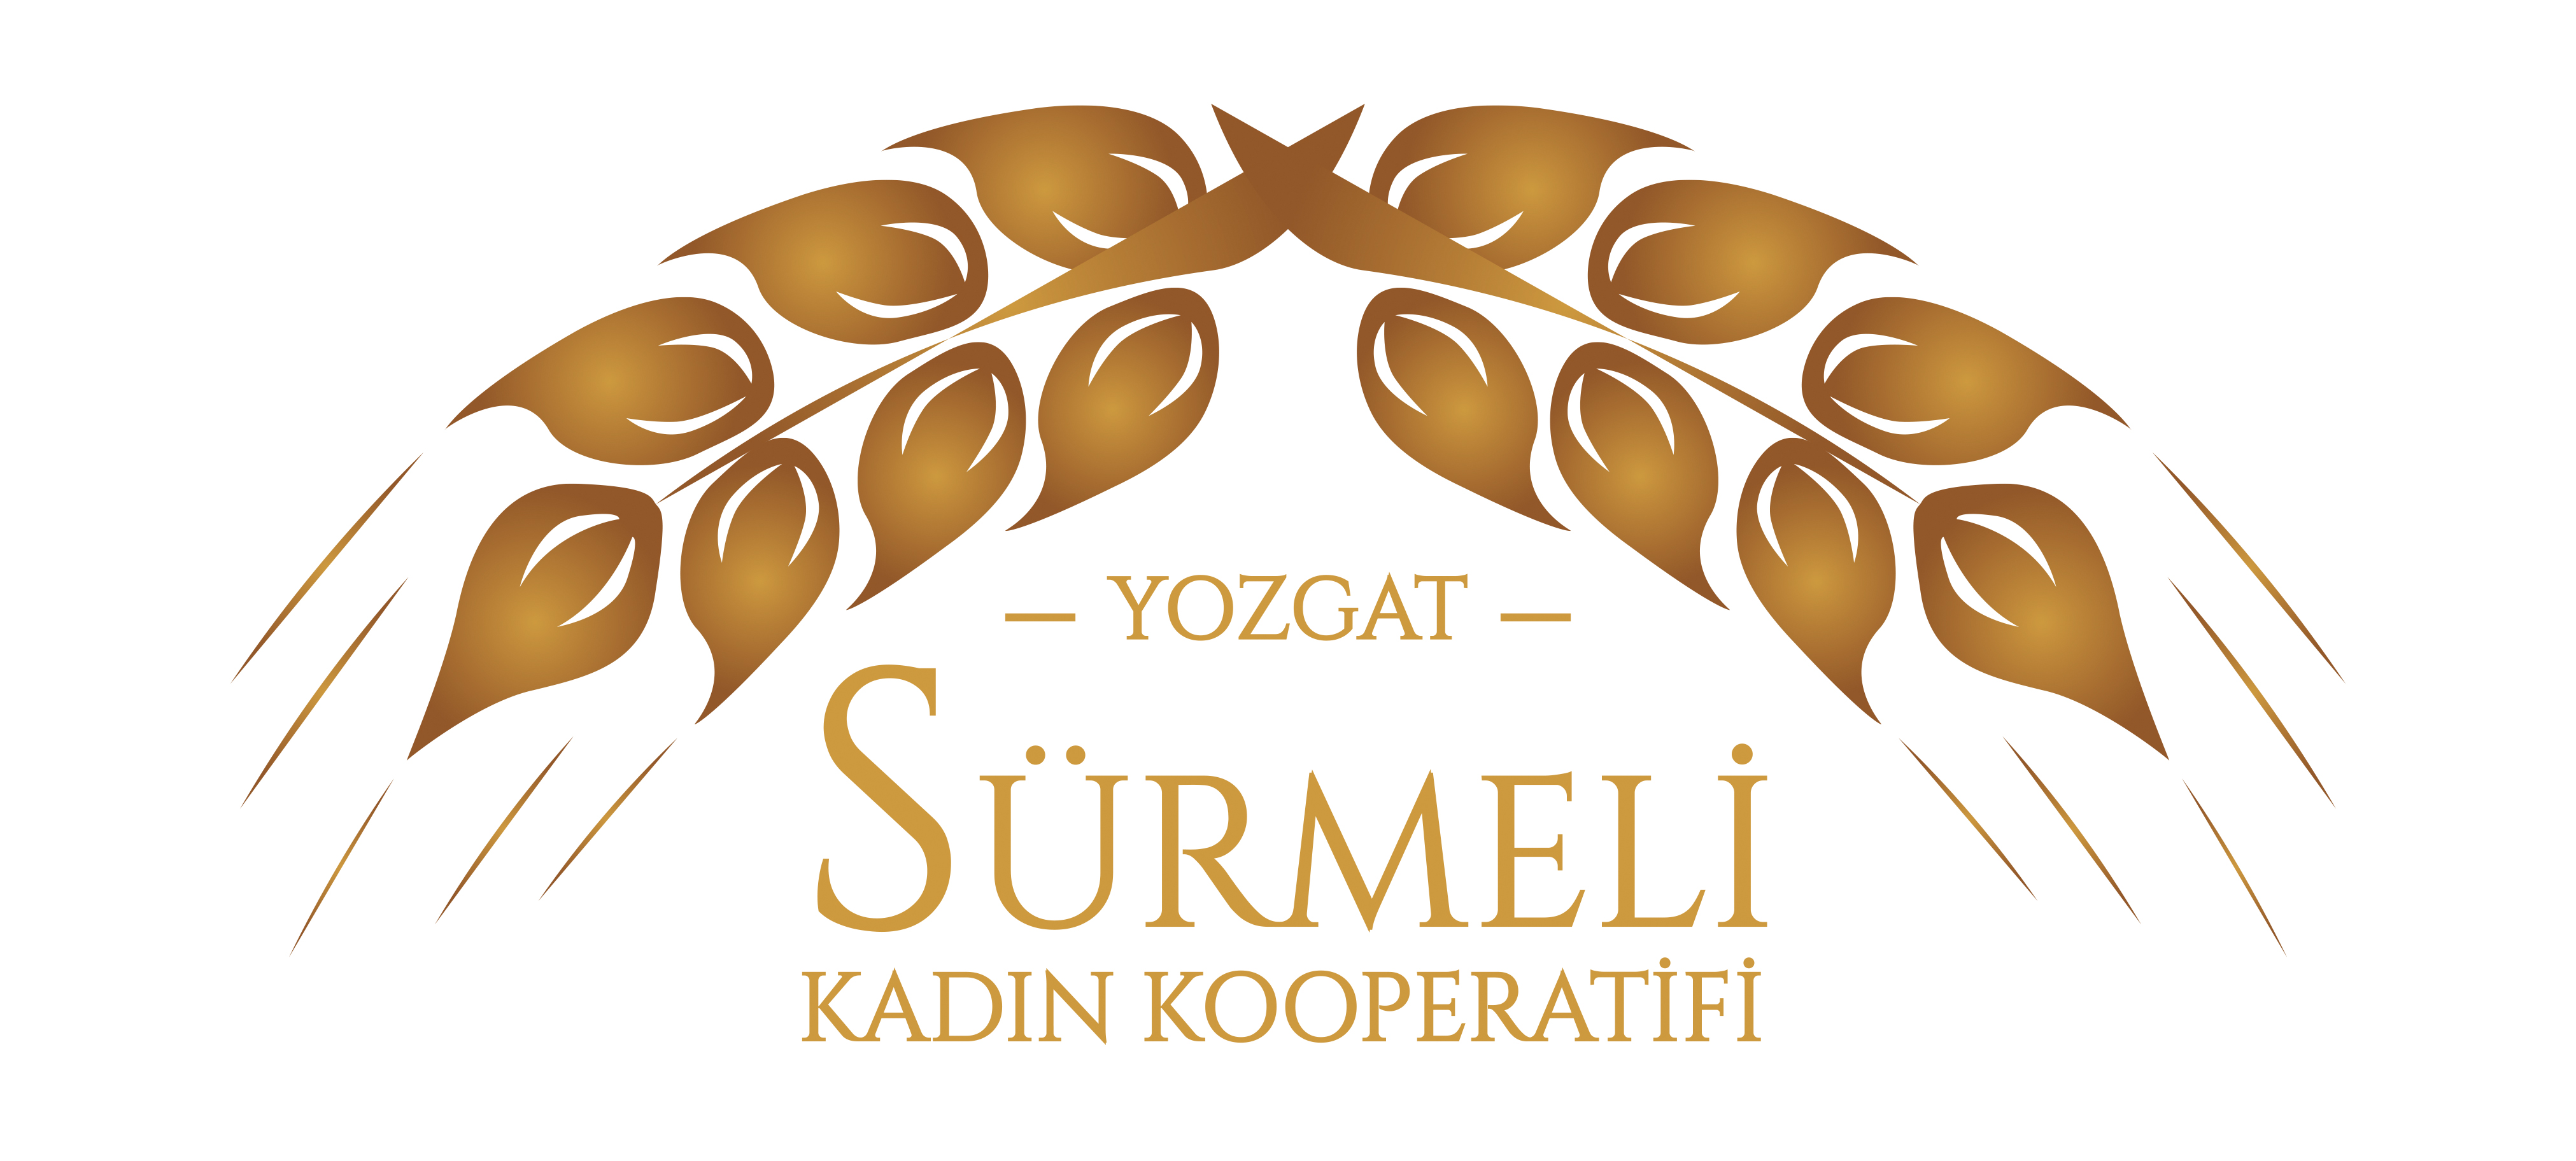 — YOZGAT —
SÜRMELİ
KADIN KOOPERATİFİ